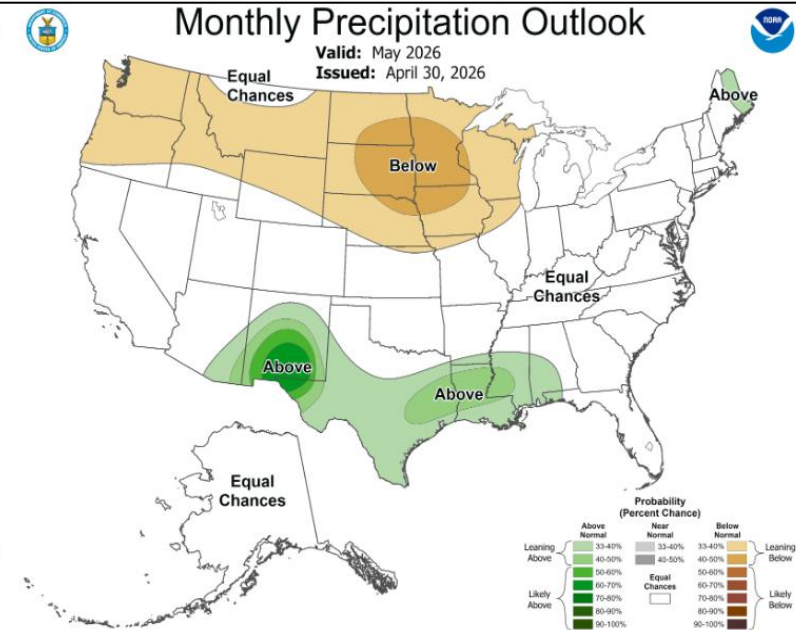 Monthly Precipitation Outlook
NOAA
Valid: May 2026
Issued: April 30, 2026
Equal
Chances
Above
Below
Equal
Chances
Above
Above
Equal
Chances
Probability
(Percent Chance)
Above
Normal
Near
Normal
Below
Normal
Leaning
Above
33-40%
40-50%
33-40%
40-50%
33-40%
40-50%
Leaning
Below
Likely
Above
50-60%
60-70%
70-80%
80-90%
90-100%
Equal
Chances
50-60%
60-70%
70-80%
80-90%
90-100%
Likely
Below